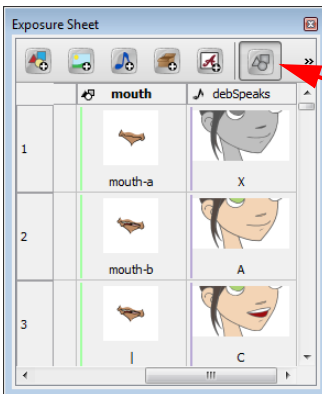 Exposure Sheet
»
mouth debSpeaks
1
mouth-a X
2
mouth-b A
3
l C